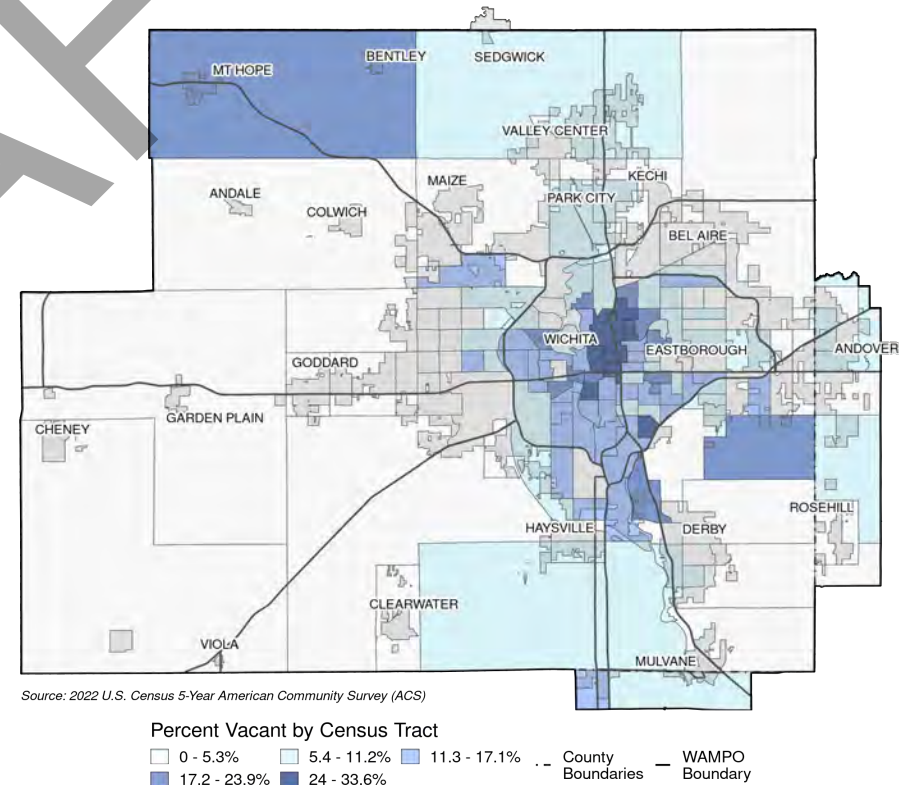 BENTLEY
SEDGWICK
MT HOPE
VALLEY CENTER
KECHI
MAIZE
ANDALE
PARK CITY
COLWICH
BEL AIRE
WICHITA
EASTBOROUGH
ANDOVER
GODDARD
GARDEN PLAIN
CHENEY
ROSEHILL
HAYSVILLE
DERBY
CLEARWATER
VIOLA
MULVANE
Source: 2022 U.S. Census 5-Year American Community Survey (ACS)
Percent Vacant by Census Tract
0 - 5.3%
5.4 - 11.2%
11.3 - 17.1%
17.2 - 23.9%
24 - 33.6%
County
Boundaries
WAMPO
Boundary